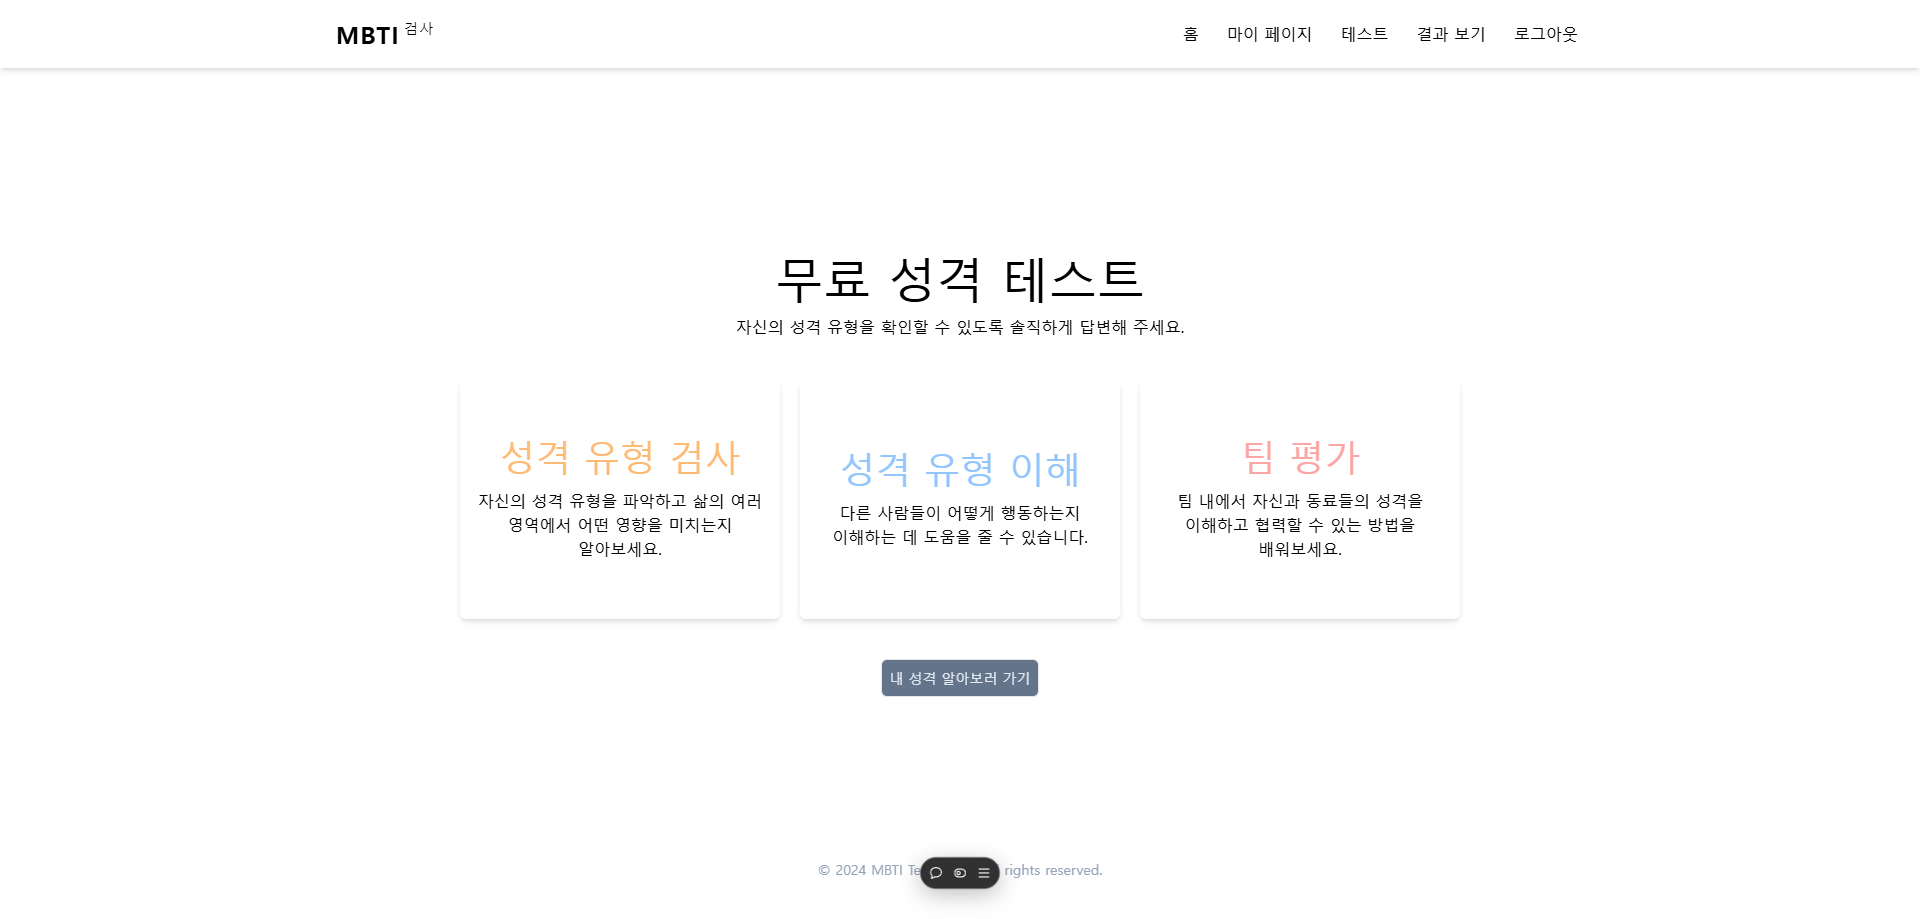 MBTI 검사
홈 마이 페이지 테스트 결과 보기 로그아웃
무료 성격 테스트
자신의 성격 유형을 확인할 수 있도록 솔직하게 답변해 주세요.
성격 유형 검사
자신의 성격 유형을 파악하고 삶의 여러
영역에서 어떤 영향을 미치는지
알아보세요.
성격 유형 이해
다른 사람들이 어떻게 행동하는지
이해하는 데 도움을 줄 수 있습니다.
팀 평가
팀 내에서 자신과 동료들의 성격을
이해하고 협력할 수 있는 방법을
배워보세요.
내 성격 알아보러 가기
© 2024 MBTI rights reserved.